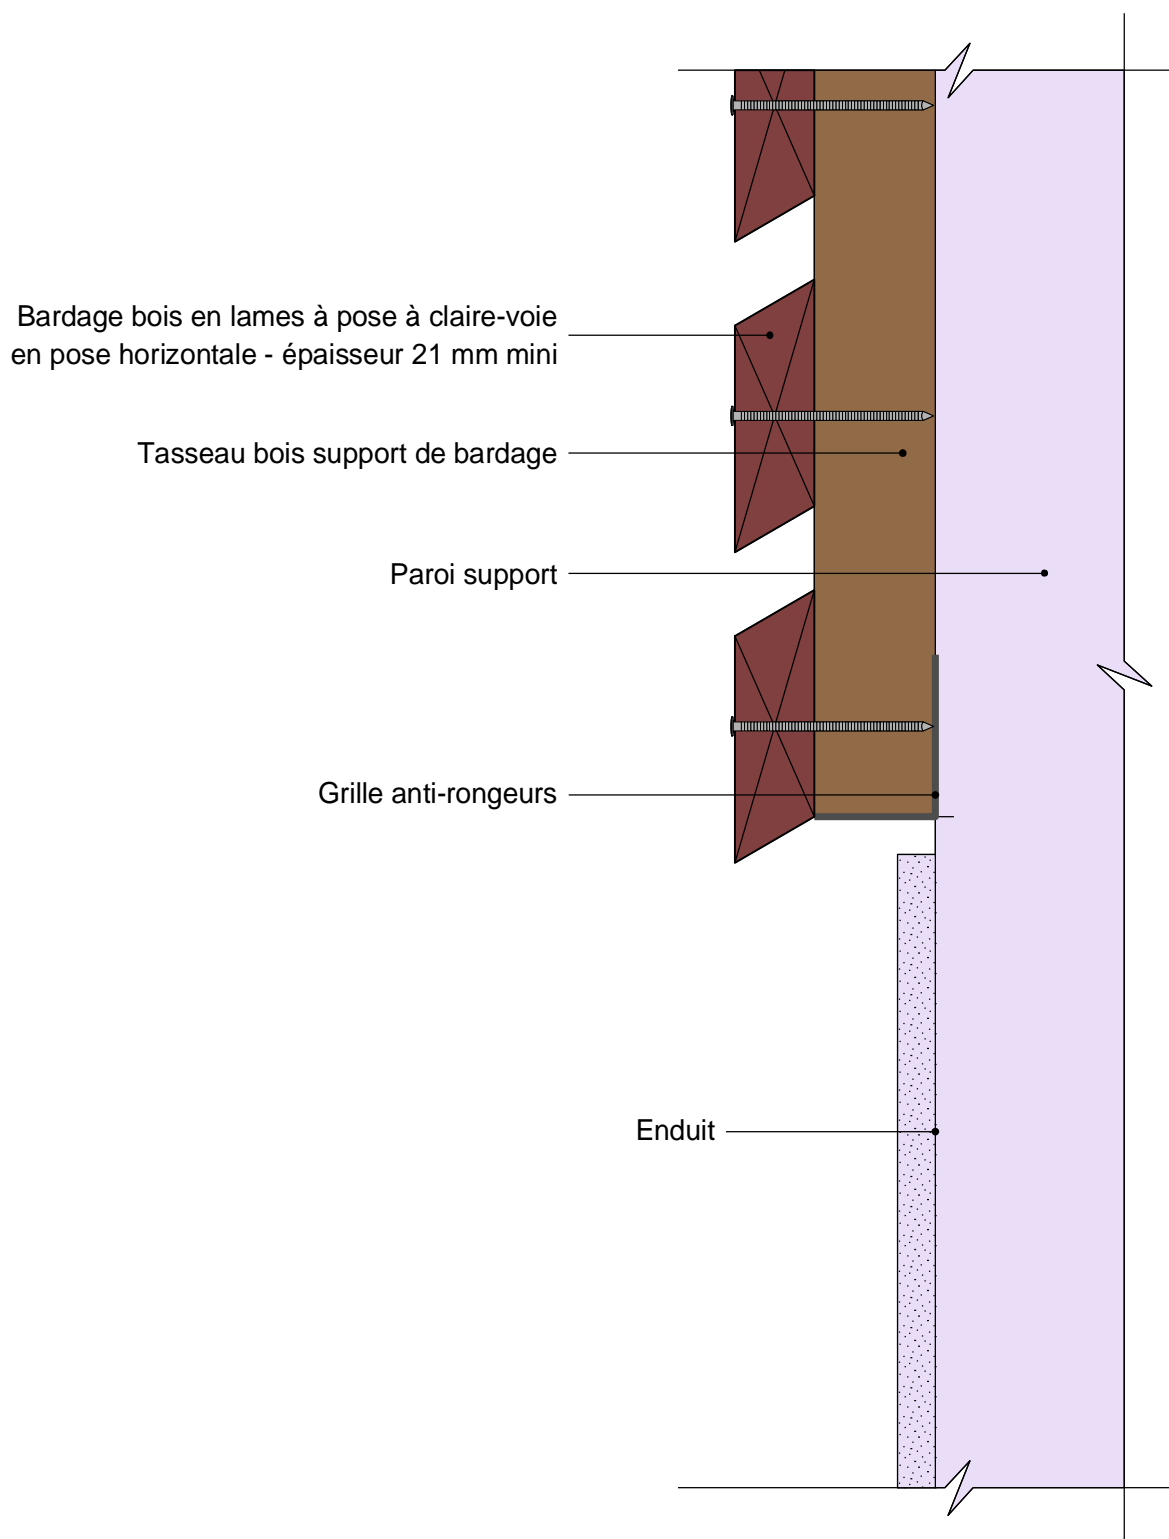 Bardage bois en lames à pose à claire-voie
en pose horizontale - épaisseur 21 mm mini
Tasseau bois support de bardage
Paroi support
Grille anti-rongeurs
Enduit